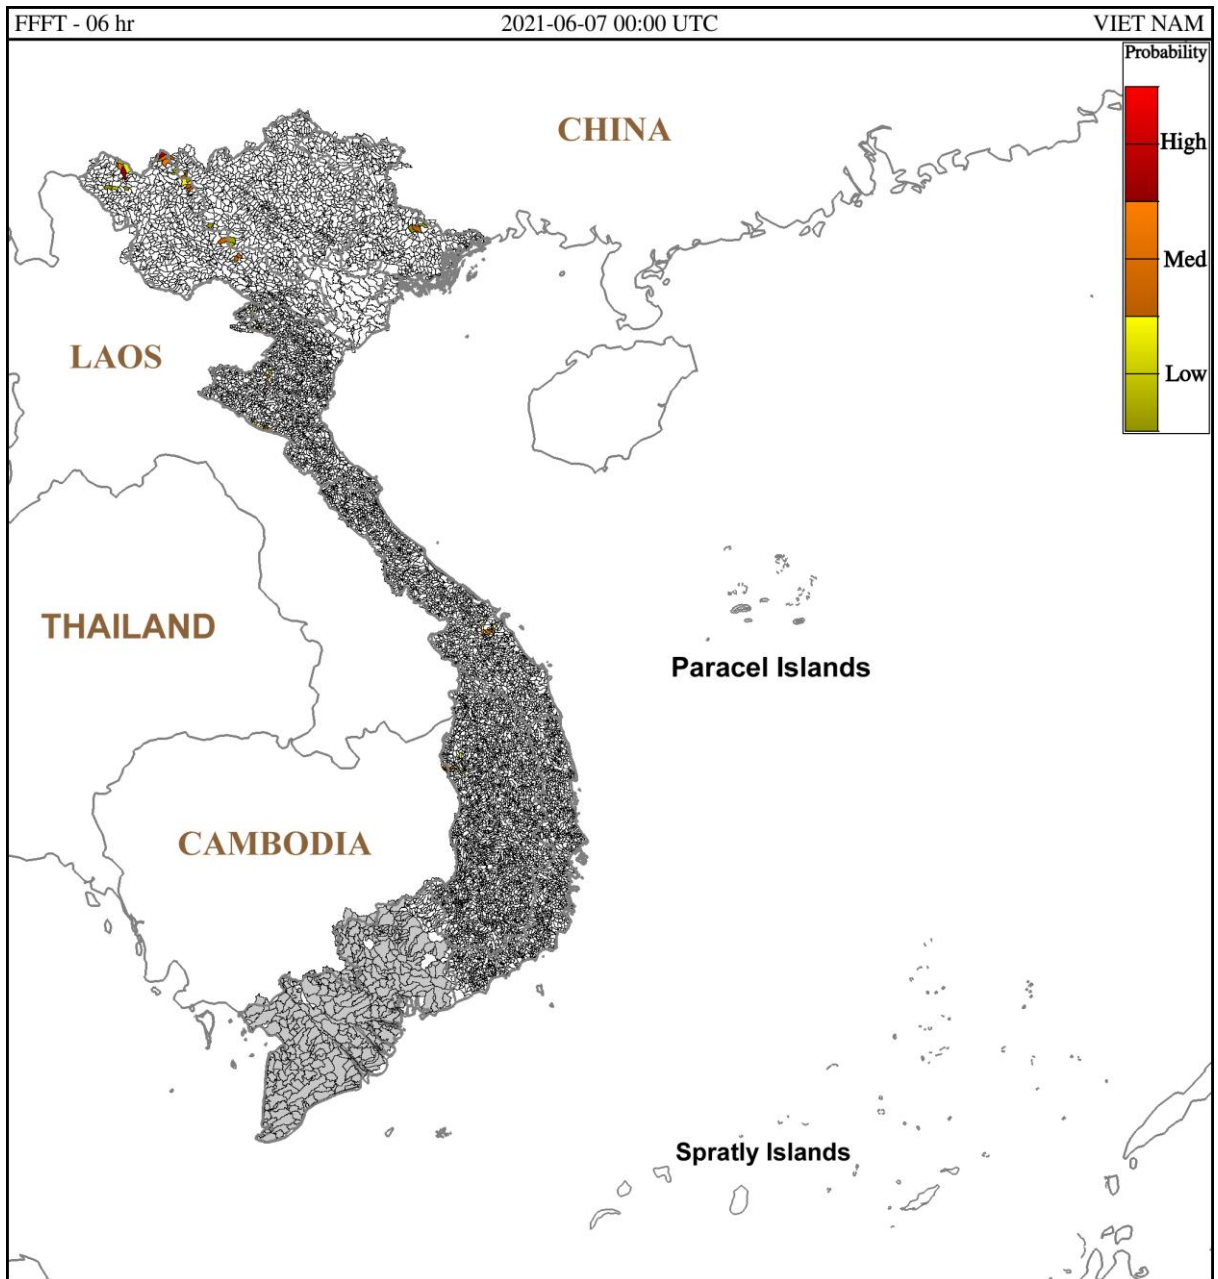 FFFT - 06 hr 2021-06-07 00:00 UTC VIET NAM
Probability
CHINA
High
Med
LAOS
Low
THAILAND
Paracel Islands
CAMBODIA
Spratly Islands